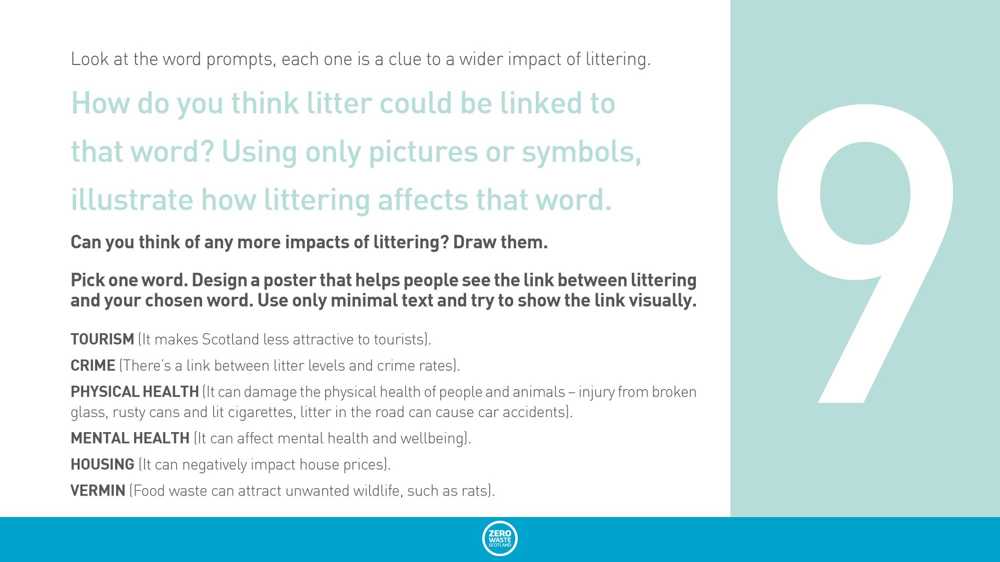 Look at the word prompts, each one is a clue to a wider impact of littering.
How do you think litter could be linked to
that word? Using only pictures or symbols,
illustrate how littering affects that word.
Can you think of any more impacts of littering? Draw them.
Pick one word. Design a poster that helps people see the link between littering
and your chosen word. Use only minimal text and try to show the link visually.
TOURISM (It makes Scotland less attractive to tourists).
CRIME (There’s a link between litter levels and crime rates).
PHYSICAL HEALTH (It can damage the physical health of people and animals – injury from broken
glass, rusty cans and lit cigarettes, litter in the road can cause car accidents).
MENTAL HEALTH (It can affect mental health and wellbeing).
HOUSING (It can negatively impact house prices).
VERMIN (Food waste can attract unwanted wildlife, such as rats).
9
ZERO
WASTE
SCOTLAND